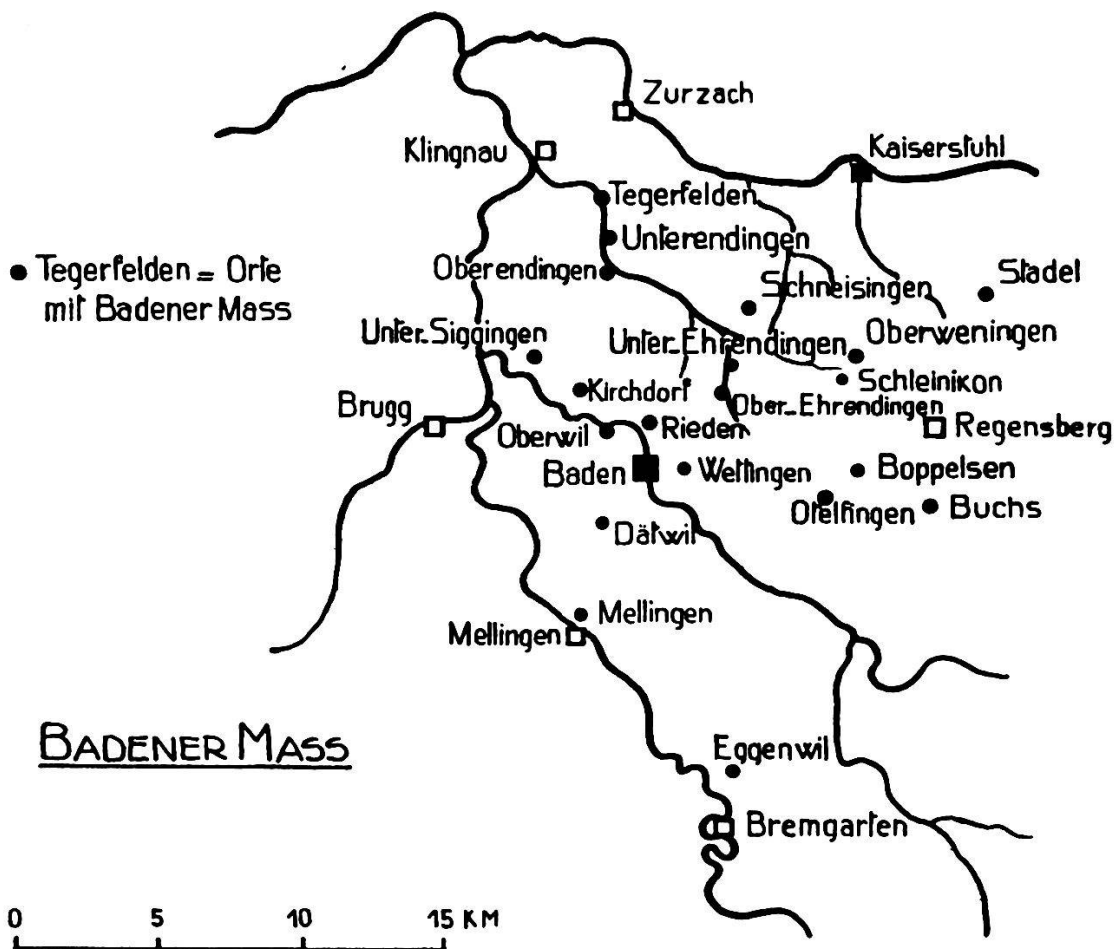 Zurzach
Klingnau
Kaiserstuhl
Tegerfelden
Unterendingen
● Tegerfelden = Orte
mit Badener Mass
Oberendingen
Schneisingen
Stadel
Unter-Siggingen
Unter-Ehrendingen
Oberweningen
Kirchdorf
Schleinikon
Ober-Ehrendingen
Brugg
Oberwil
Rieden
Regensberg
Baden
Wettingen
Boppelsen
Otelfingen
Buchs
Dätwil
Mellingen
Mellingen
BADENER MASS
Eggenwil
Bremgarten
0 5 10 15 KM